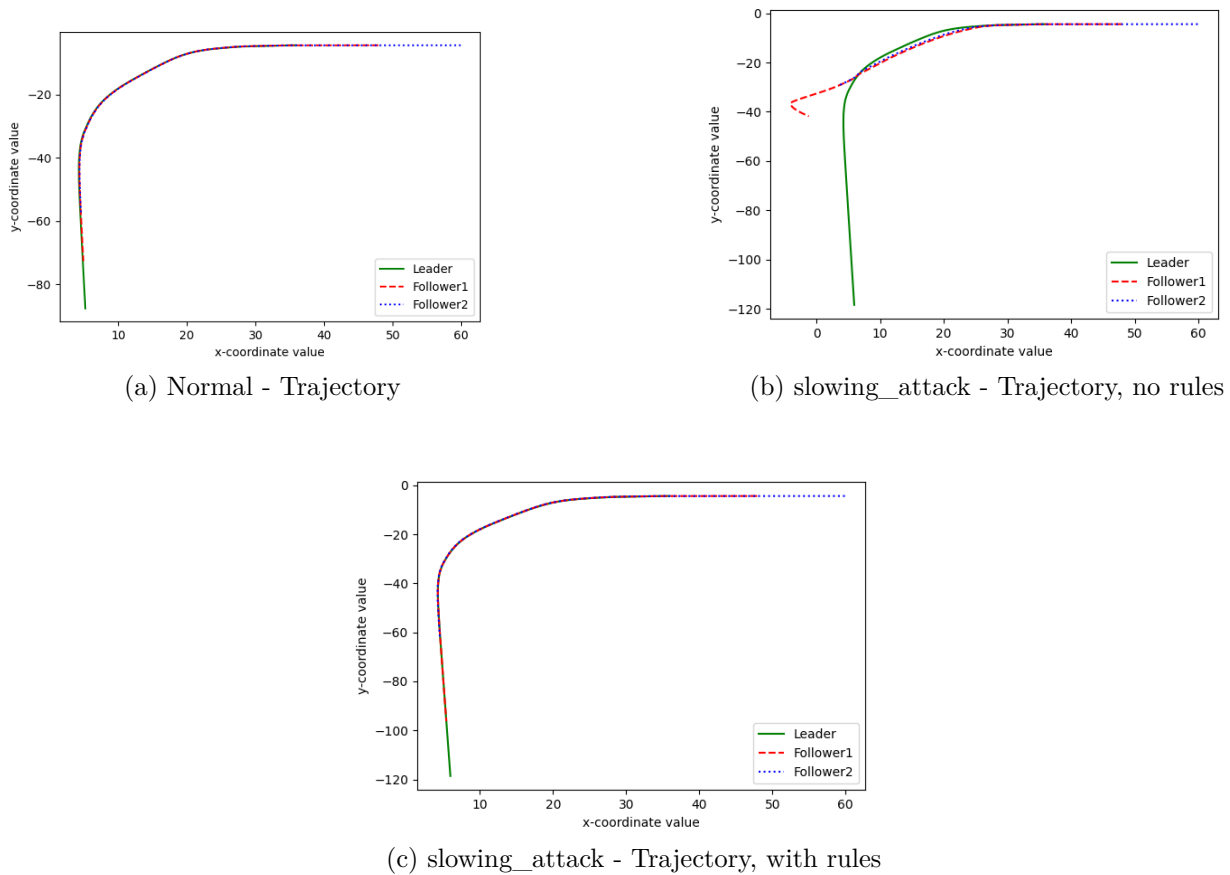 −20
−40
−60
−80
y-coordinate value
10 20 30 40 50 60
x-coordinate value
Leader
Follower1
Follower2
(a) Normal - Trajectory
0
−20
−40
−60
−80
−100
−120
y-coordinate value
0 10 20 30 40 50 60
x-coordinate value
Leader
Follower1
Follower2
(b) slowing_attack - Trajectory, no rules
0
−20
−40
−60
−80
−100
−120
y-coordinate value
10 20 30 40 50 60
x-coordinate value
Leader
Follower1
Follower2
(c) slowing_attack - Trajectory, with rules